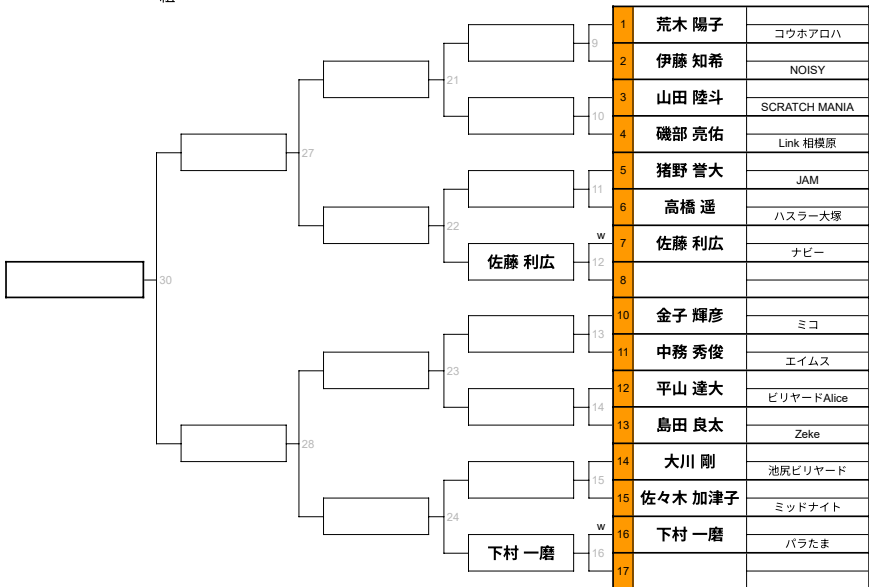 1 荒木 陽子 コウホアロハ
9
2 伊藤 知希 NOISY
21
3 山田 陸斗 SCRATCH MANIA
10
4 磯部 亮佑 Link 相模原
27
5 猪野 誉大 JAM
11
6 高橋 遥 ハスラー大塚
22
w
7 佐藤 利広 ナビー
佐藤 利広 12
8
30
10 金子 輝彦 ミコ
13
11 中務 秀俊 エイムス
23
12 平山 達大 ビリヤードAlice
14
13 島田 良太 Zeke
28
14 大川 剛 池尻ビリヤード
15
15 佐々木 加津子 ミッドナイト
24
w
16 下村 一磨 パラたま
下村 一磨 16
17